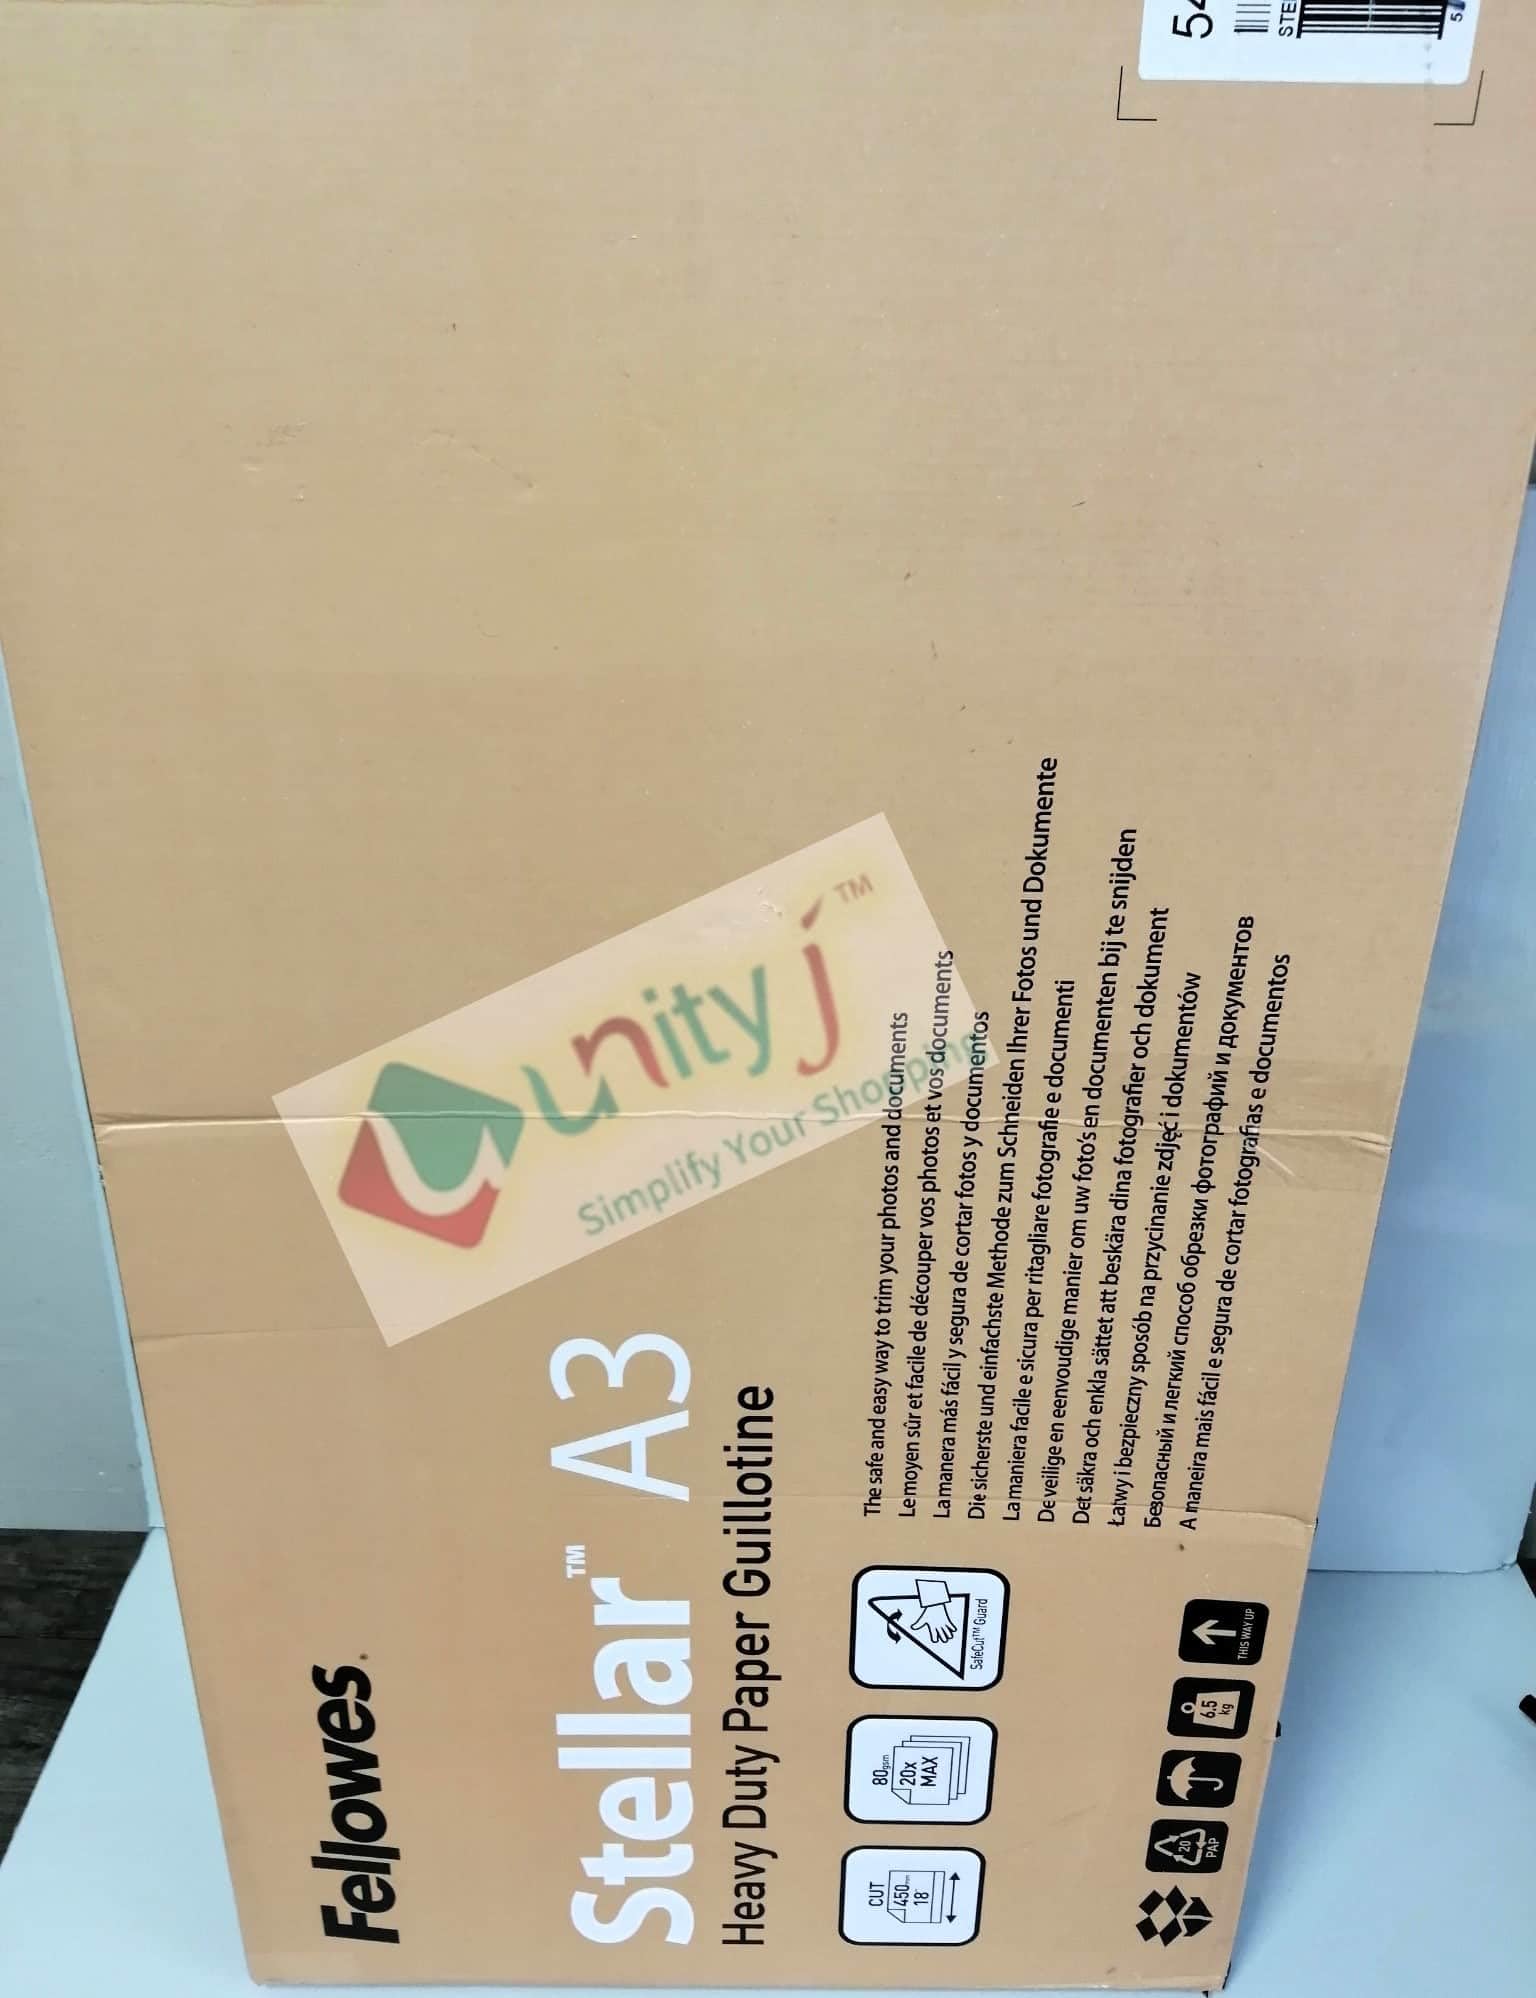 Fellowes.
Stellar™ A3
Heavy Duty Paper Guillotine
CUT
450mm
18"
80gsm
20x
MAX
SafeCut™ Guard
The safe and easy way to trim your photos and documents
Le moyen sûr et facile de découper vos photos et vos documents
La manera más fácil y segura de cortar fotos y documentos
Die sicherste und einfachste Methode zum Schneiden Ihrer Fotos und Dokumente
La maniera facile e sicura per ritagliare fotografie e documenti
De veilige en eenvoudige manier om uw foto's en documenten bij te snijden
Det säkra och enkla sättet att beskära dina fotografier och dokument
Łatwy i bezpieczny sposób na przycinanie zdjęć i dokumentów
Безопасный и легкий способ обрезки фотографий и документов
A maneira mais fácil e segura de cortar fotografias e documentos
20
PAP
6.5
kg
THIS WAY UP
unityj™
Simplify Your Shopping
54
STE